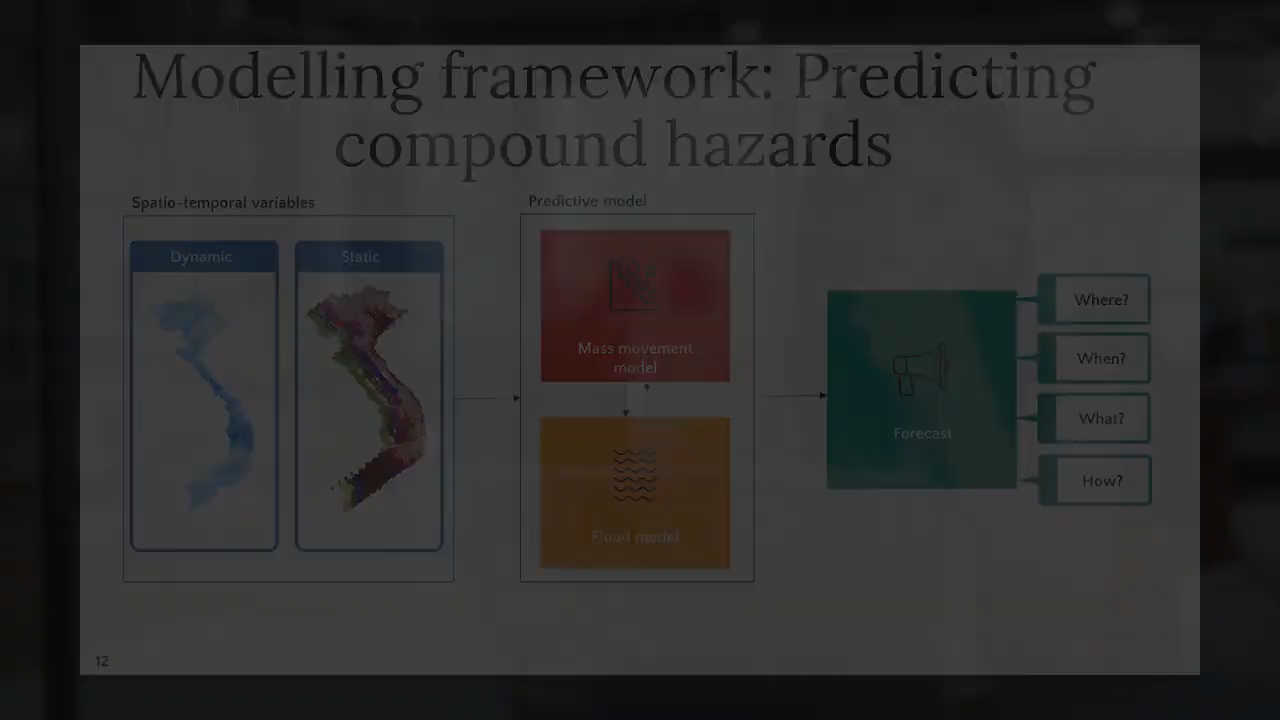 Modelling framework: Predicting
compound hazards
Spatio-temporal variables
Dynamic
Static
Predictive model
Mass movement
model
Flood model
Forecast
Where?
When?
What?
How?
12